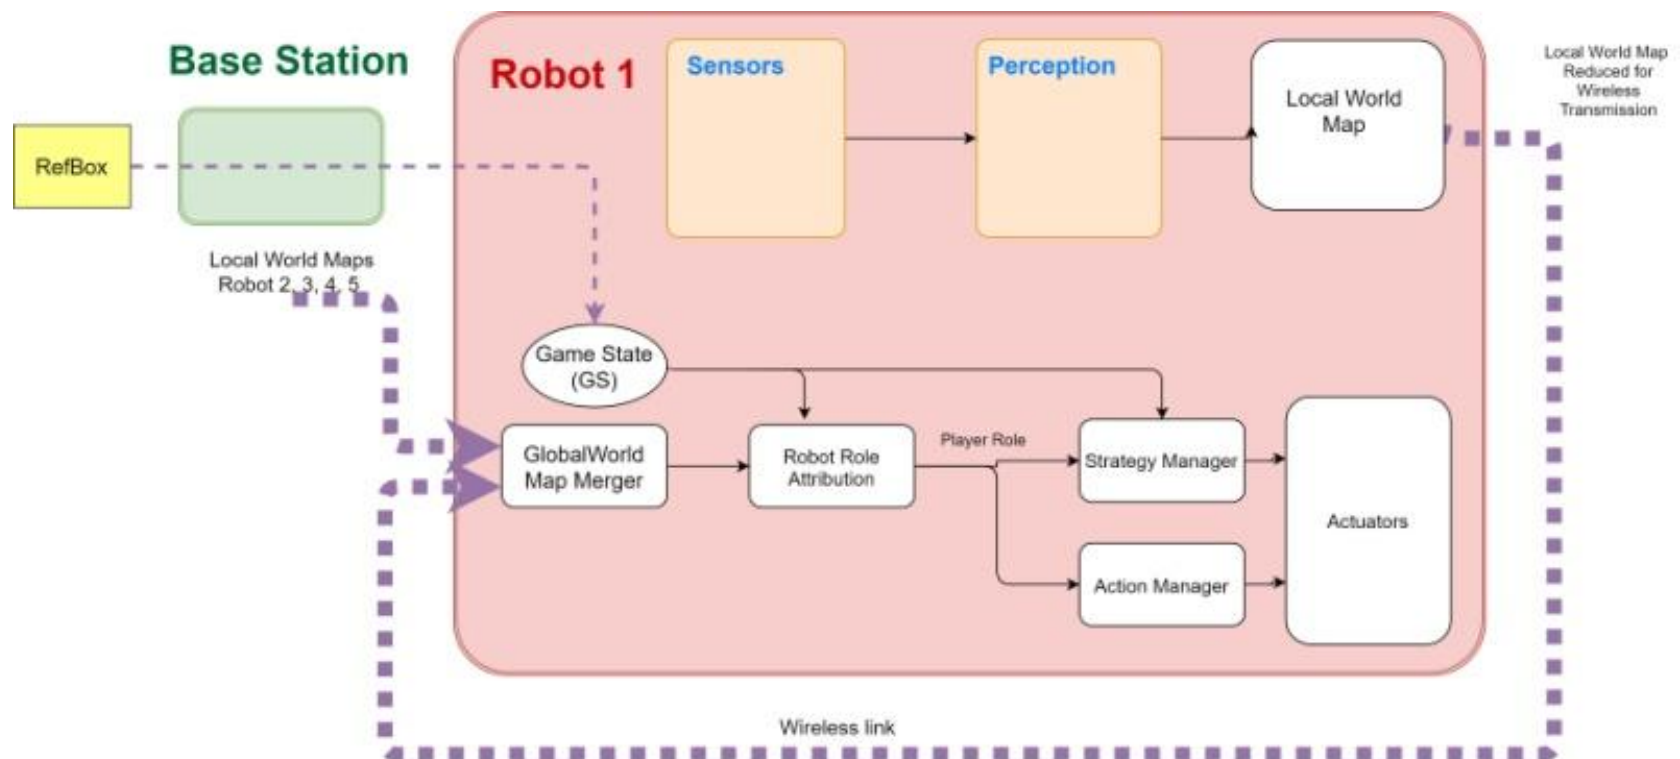 Base Station
Robot 1
Sensors
Perception
Local World
Map
Local World Map
Reduced for
Wireless
Transmission
RefBox
Local World Maps
Robot 2, 3, 4, 5
Game State
(GS)
GlobalWorld
Map Merger
Robot Role
Attribution
Player Role
Strategy Manager
Action Manager
Actuators
Wireless link